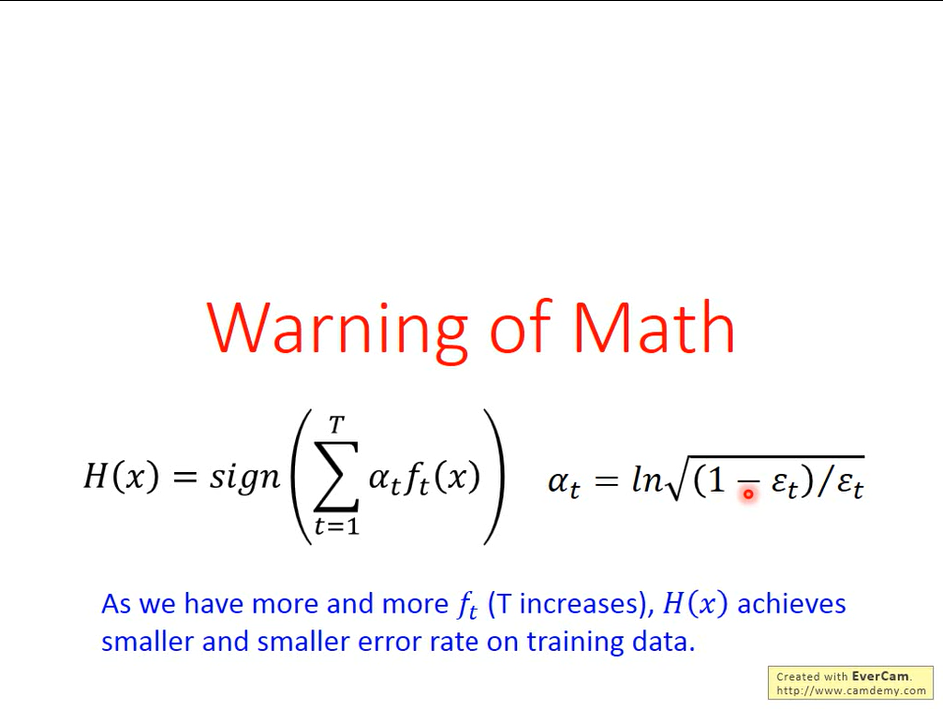 Warning of Math
H(x) = sign(∑_{t=1}^{T} α_t f_t(x)) α_t = ln√((1 − ε_t)/ε_t)
As we have more and more f_t (T increases), H(x) achieves
smaller and smaller error rate on training data.
Created with EverCam.
http://www.camdemy.com